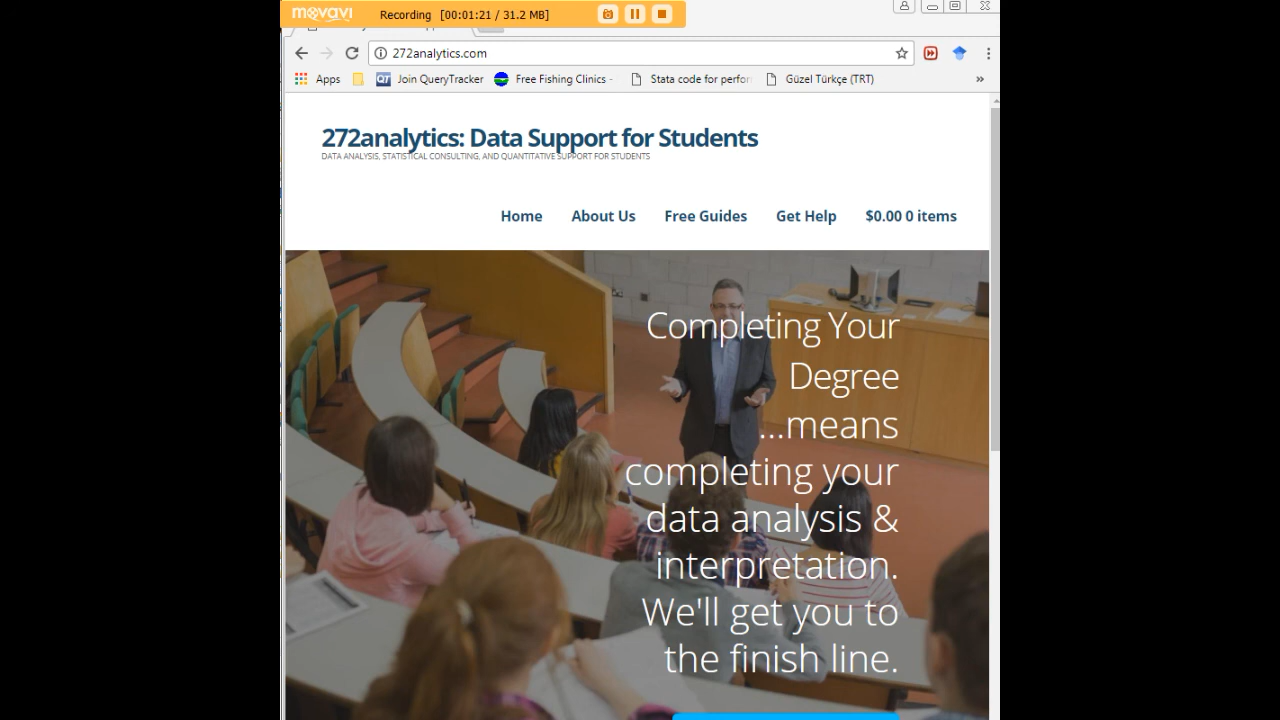 movavi Recording [00:01:21 / 31.2 MB]
272analytics.com
Apps QT Join QueryTracker Free Fishing Clinics - Stata code for perfor Güzel Türkçe (TRT) »
272analytics: Data Support for Students
DATA ANALYSIS, STATISTICAL CONSULTING, AND QUANTITATIVE SUPPORT FOR STUDENTS
Home About Us Free Guides Get Help $0.00 0 items
Completing Your
Degree
...means
completing your
data analysis &
interpretation.
We'll get you to
the finish line.